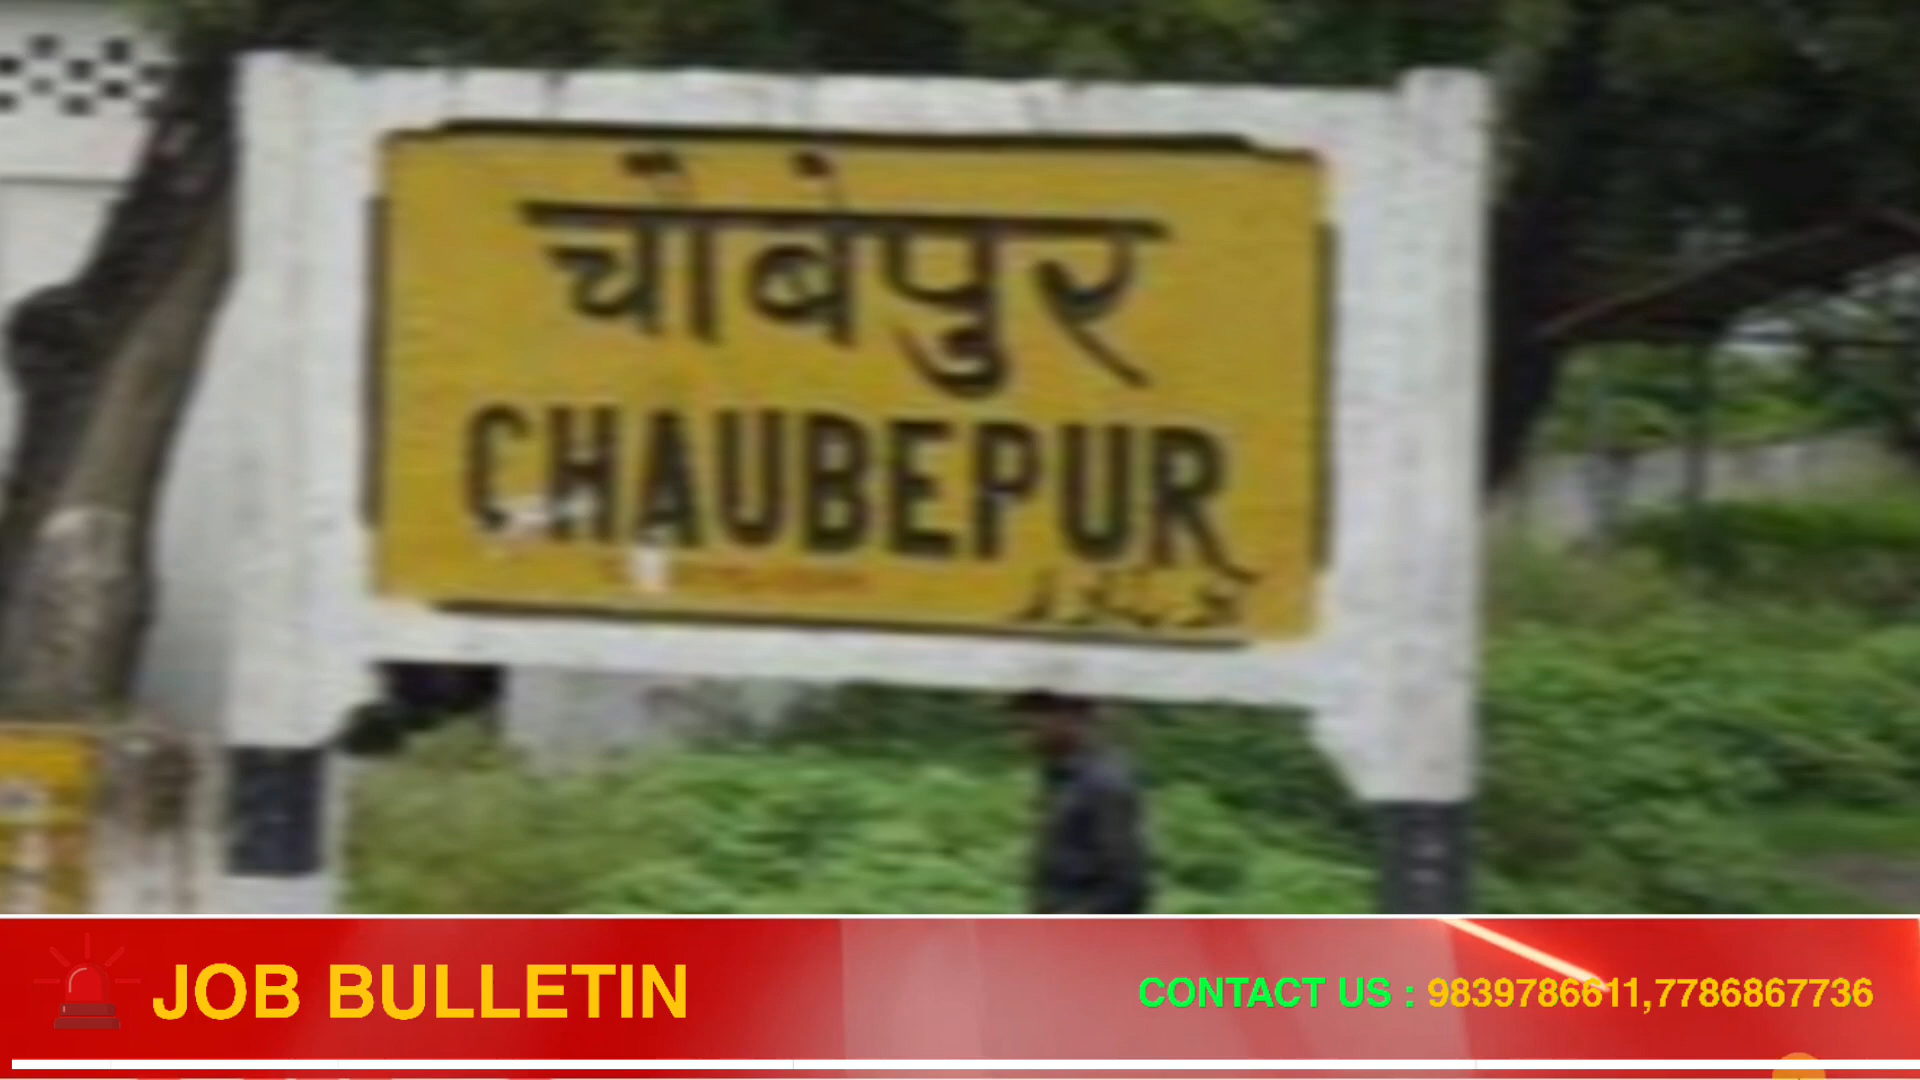 चौबेपुर
CHAUBEPUR
JOB BULLETIN
CONTACT US : 9839786611,7786867736